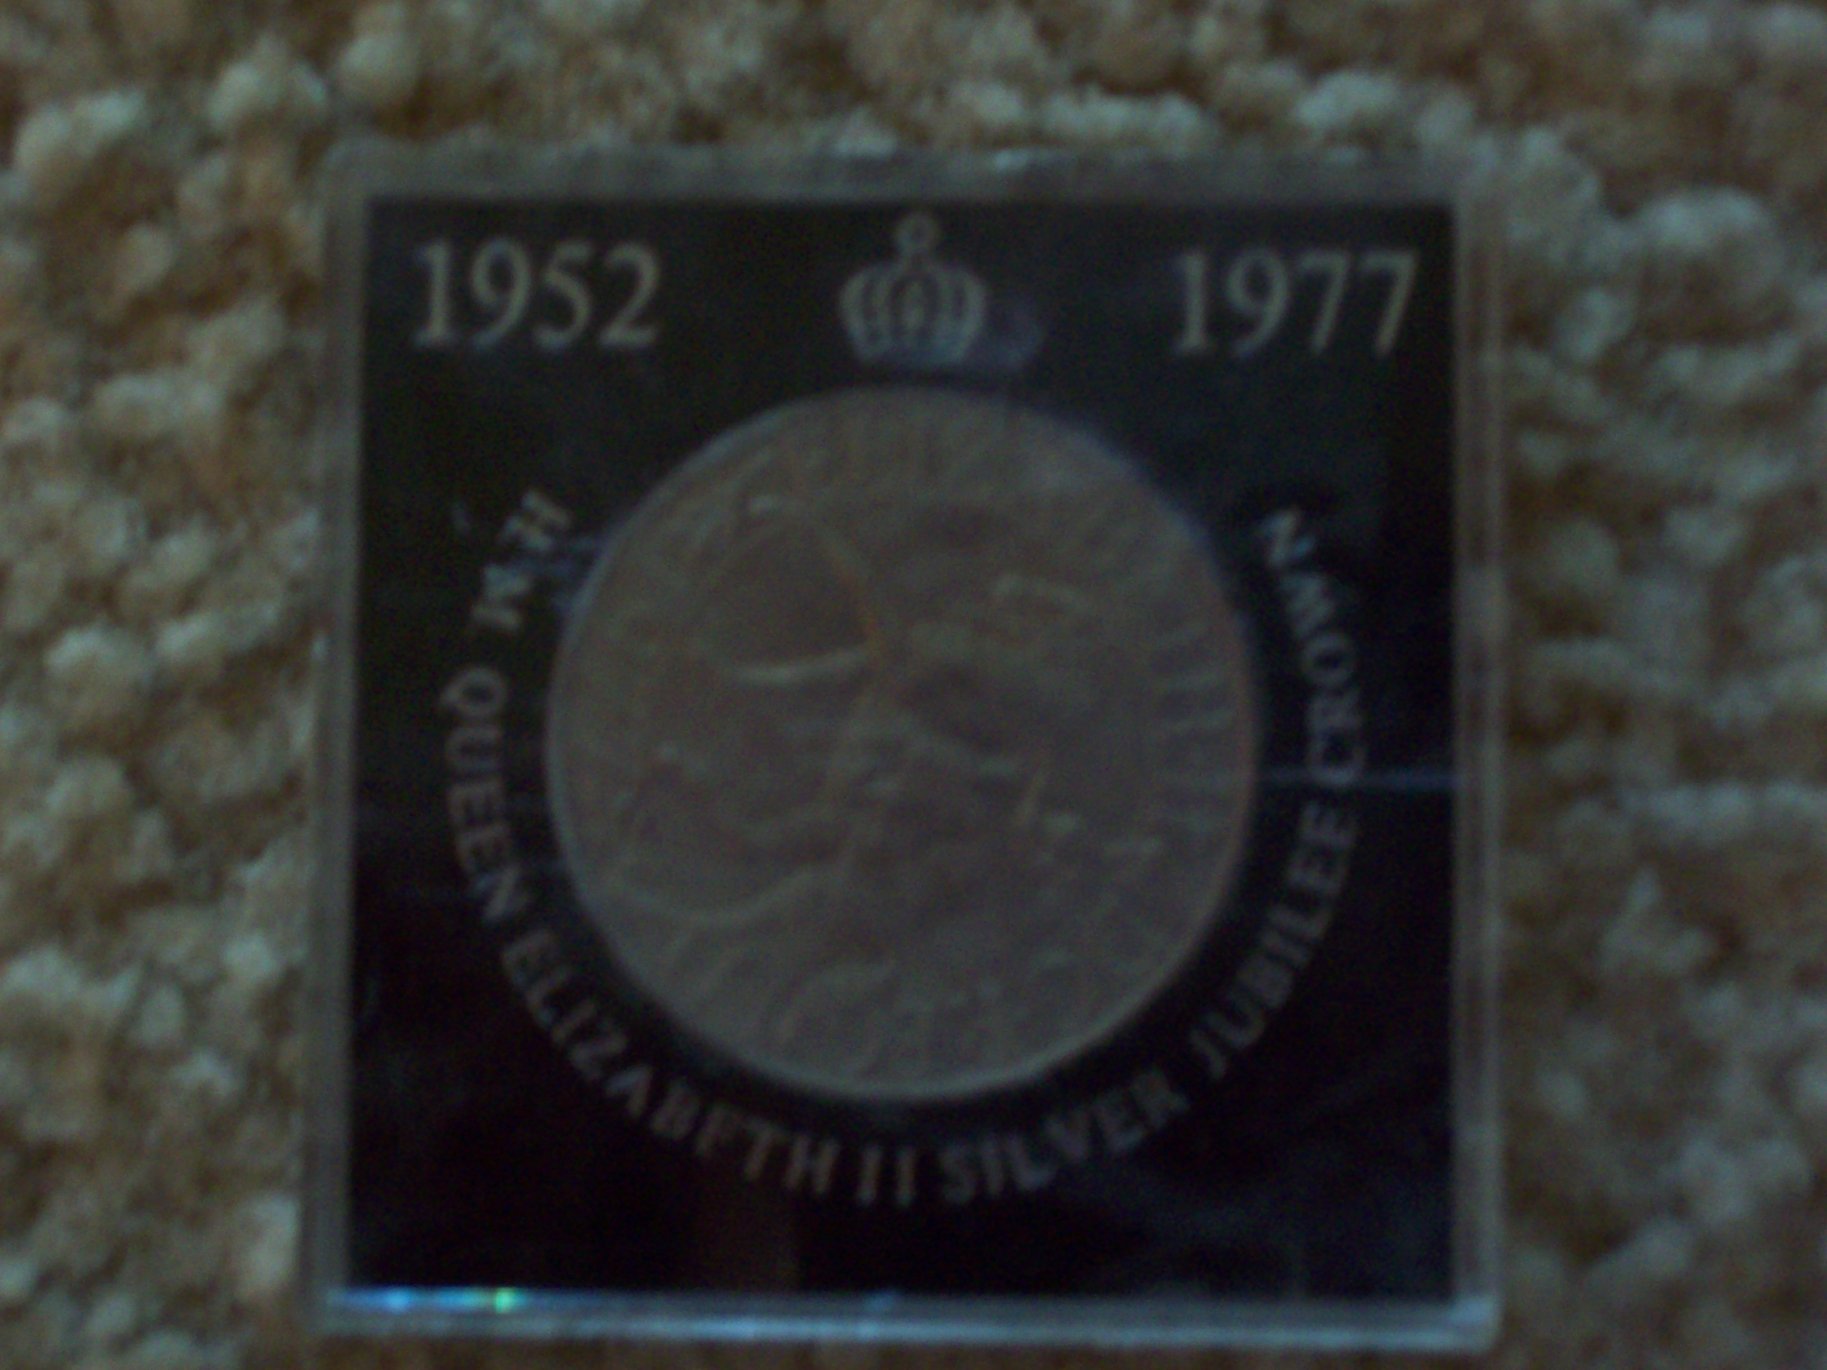 1952 1977
H.M QUEEN ELIZABETH II SILVER JUBILEE CROWN